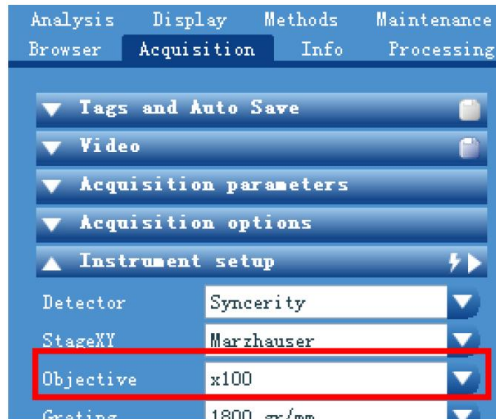 Analysis Display Methods Maintenance
Browser Acquisition Info Processing
Tags and Auto Save
Video
Acquisition parameters
Acquisition options
Instrument setup
Detector Syncerity
StageXY Marzhauser
Objective x100
Grating 1800 gr/mm